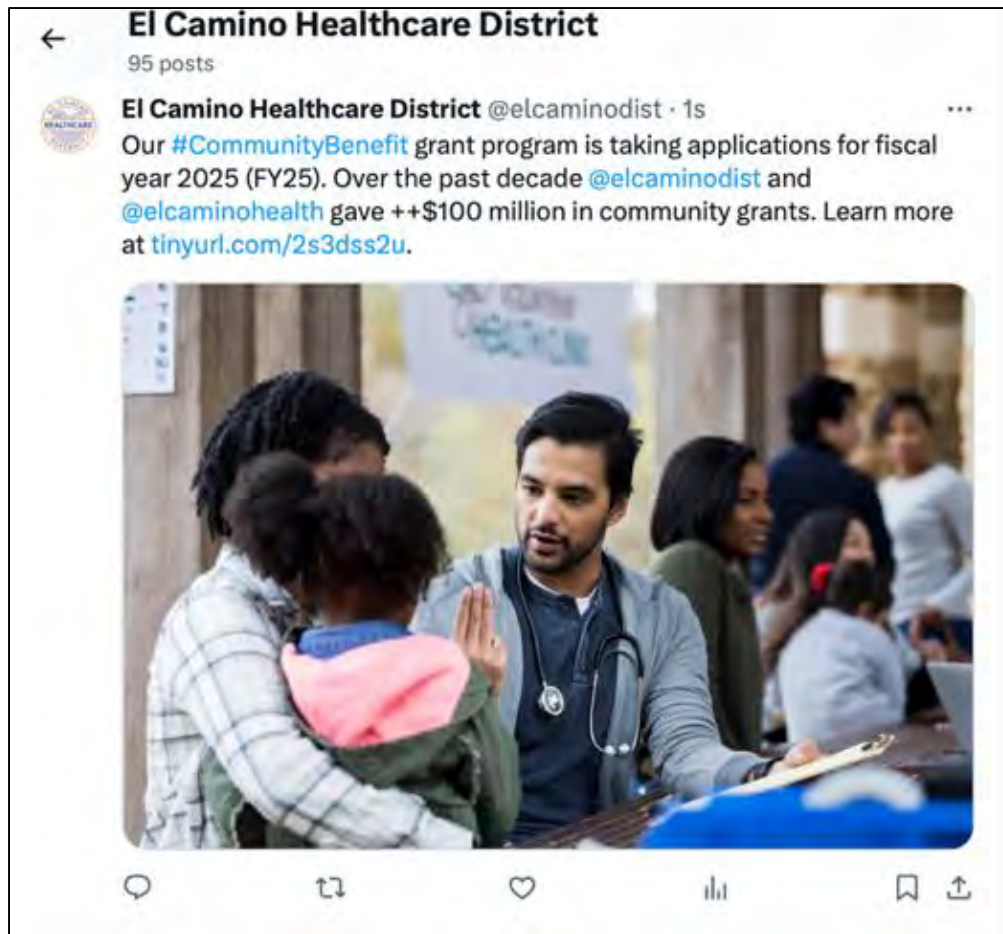 El Camino Healthcare District
95 posts
El Camino Healthcare District @elcaminodist · 1s
HEALTHCARE
Our #CommunityBenefit grant program is taking applications for fiscal
year 2025 (FY25). Over the past decade @elcaminodist and
@elcaminohealth gave ++$100 million in community grants. Learn more
at tinyurl.com/2s3dss2u.